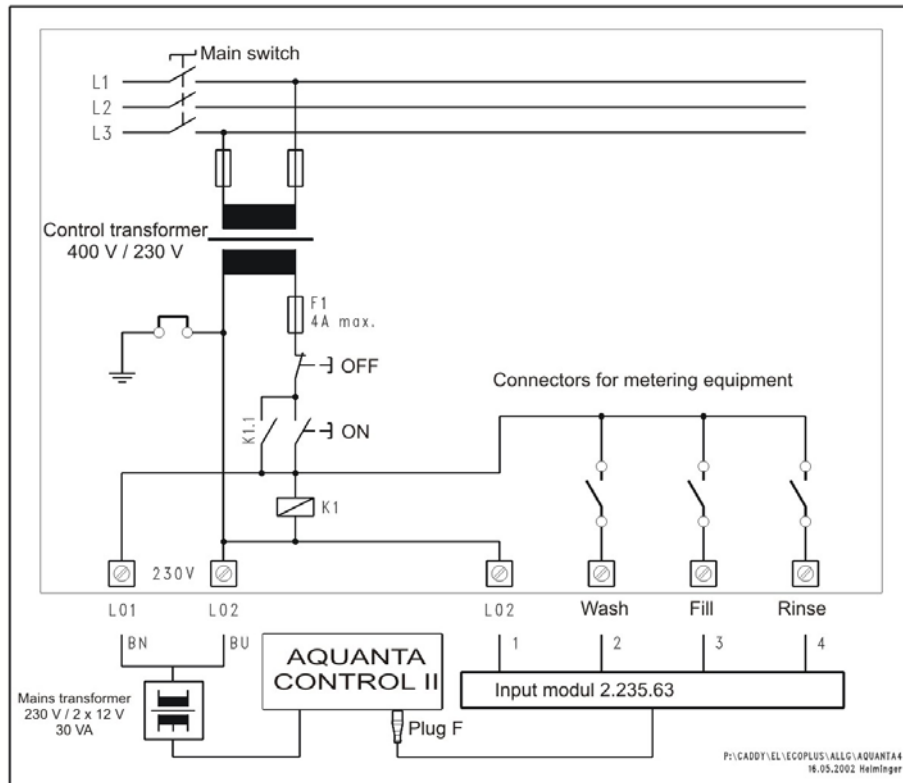 Main switch
L1
L2
L3
Control transformer
400 V / 230 V
F1
4A max.
OFF
Connectors for metering equipment
K1.1
ON
K1
230V
L01
L02
L02
Wash
Fill
Rinse
BN
BU
1
2
3
4
AQUANTA
CONTROL II
Input modul 2.235.63
Mains transformer
230 V / 2 x 12 V
30 VA
Plug F
P:\CADDY\EL\ECOPLUS\ALLG\AQUANTA4
16.05.2002 Helminger